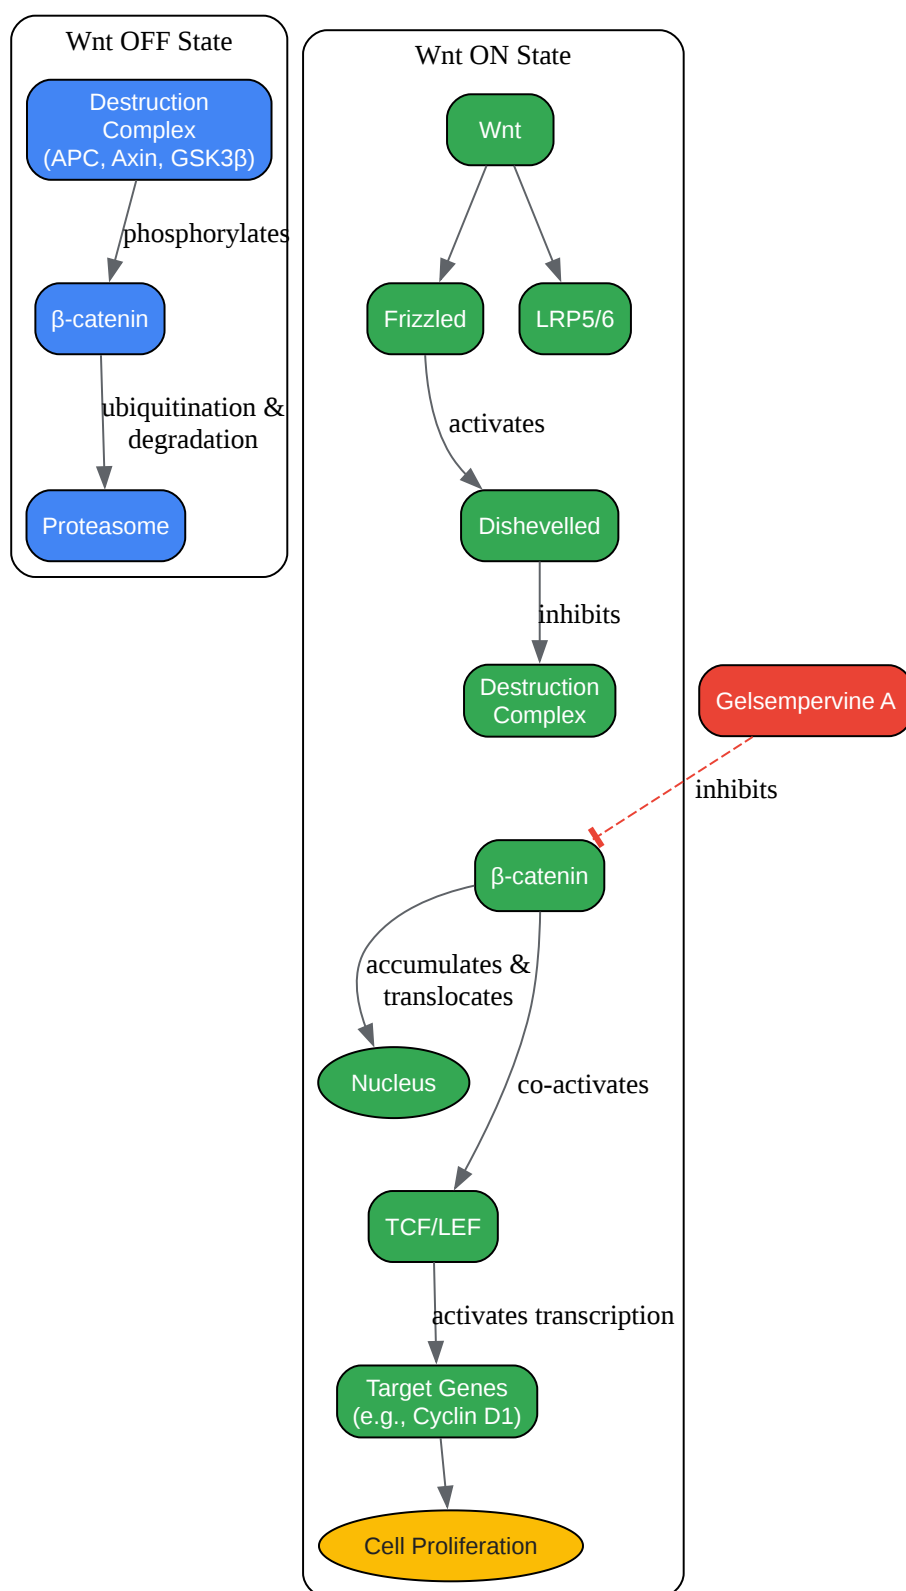 Wnt OFF State
Destruction
Complex
(APC, Axin, GSK3β)
phosphorylates
β-catenin
ubiquitination &
degradation
Proteasome
Wnt ON State
Wnt
Frizzled
LRP5/6
activates
Dishevelled
inhibits
Destruction
Complex
Gelsempervine A
inhibits
β-catenin
accumulates &
translocates
Nucleus
co-activates
TCF/LEF
activates transcription
Target Genes
(e.g., Cyclin D1)
Cell Proliferation